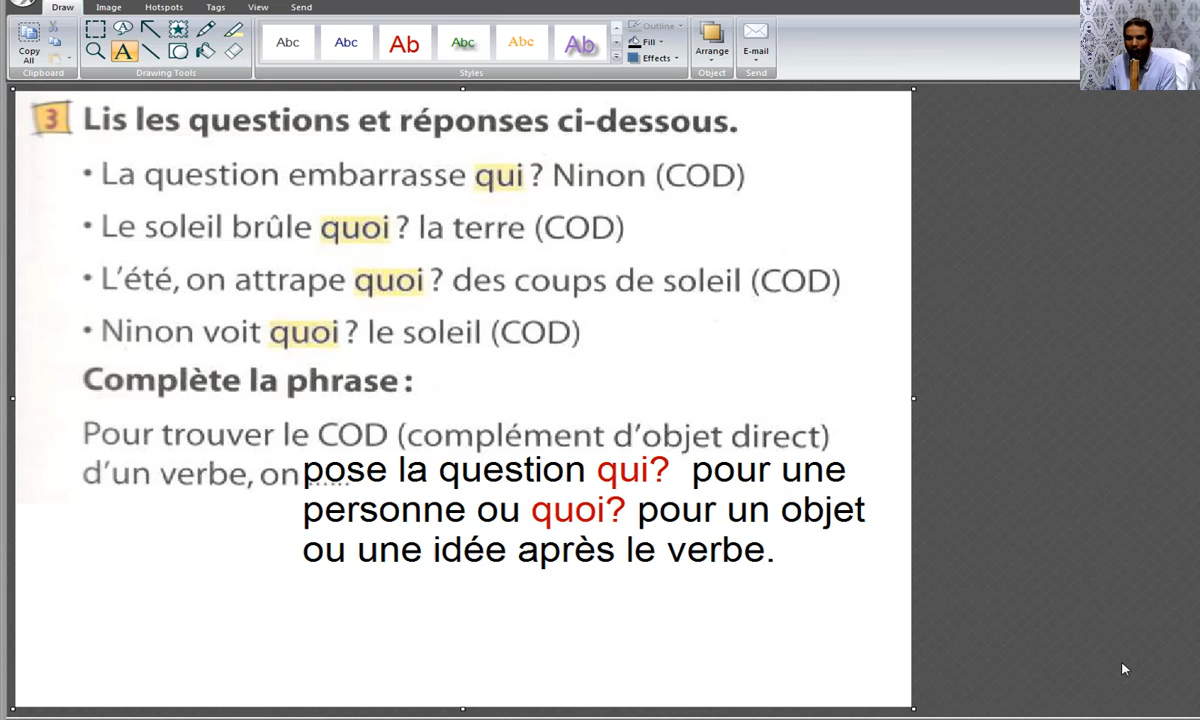 Draw Image Hotspots Tags View Send
Copy All
Clipboard
Drawing Tools
Abc Abc Ab Abc Abc Ab
Outline
Fill
Effects
Styles
Arrange
Object
E-mail
Send
3 Lis les questions et réponses ci-dessous.
• La question embarrasse qui ? Ninon (COD)
• Le soleil brûle quoi ? la terre (COD)
• L'été, on attrape quoi ? des coups de soleil (COD)
• Ninon voit quoi ? le soleil (COD)
Complète la phrase :
Pour trouver le COD (complément d'objet direct)
d'un verbe, on ...... pose la question qui? pour une
personne ou quoi? pour un objet
ou une idée après le verbe.